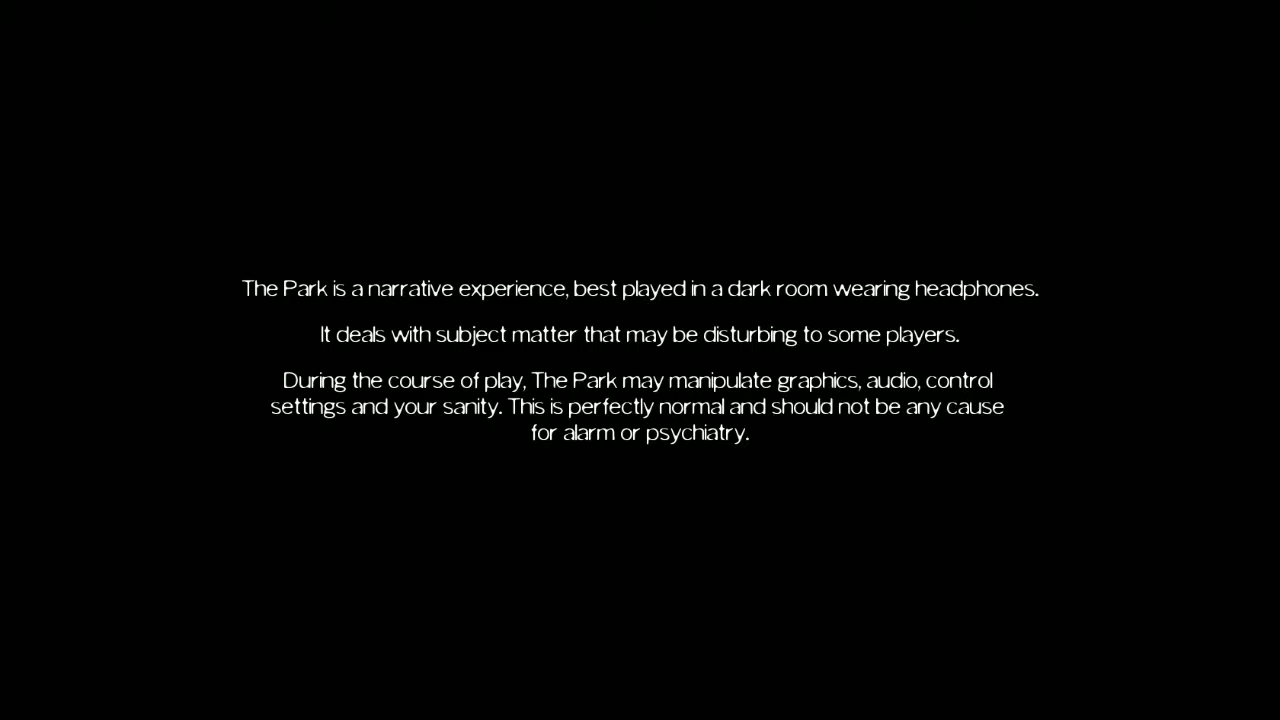 The Park is a narrative experience, best played in a dark room wearing headphones.
It deals with subject matter that may be disturbing to some players.
During the course of play, The Park may manipulate graphics, audio, control
settings and your sanity. This is perfectly normal and should not be any cause
for alarm or psychiatry.